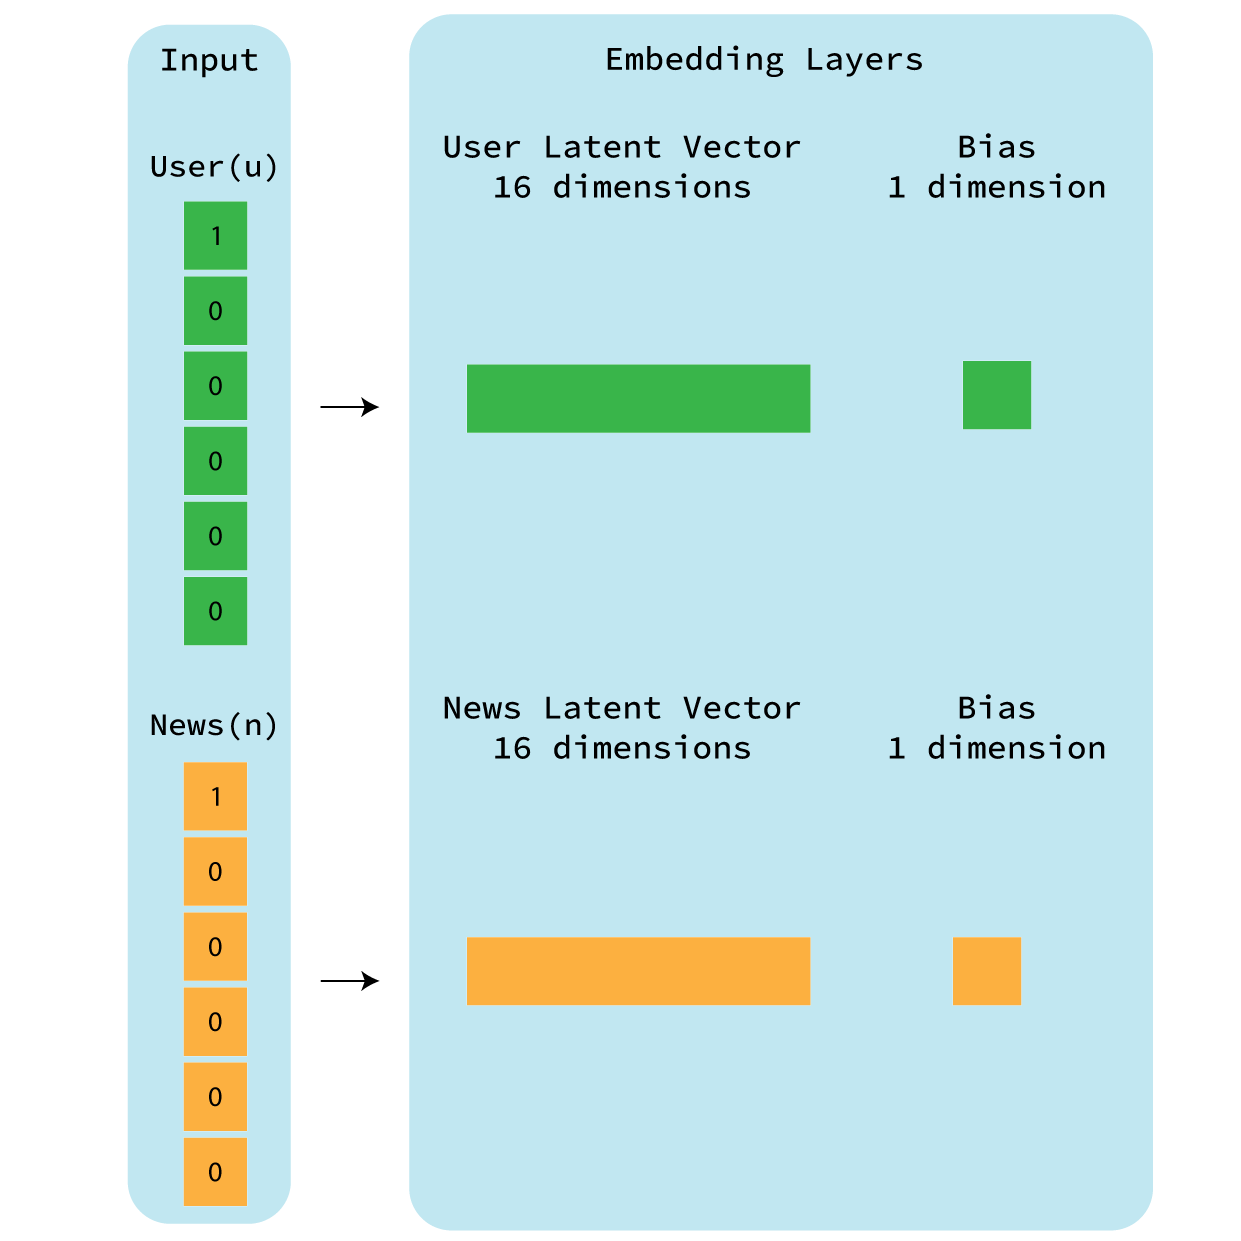 Input
User(u)
1
0
0
0
0
0
News(n)
1
0
0
0
0
0
Embedding Layers
User Latent Vector
16 dimensions
Bias
1 dimension
News Latent Vector
16 dimensions
Bias
1 dimension